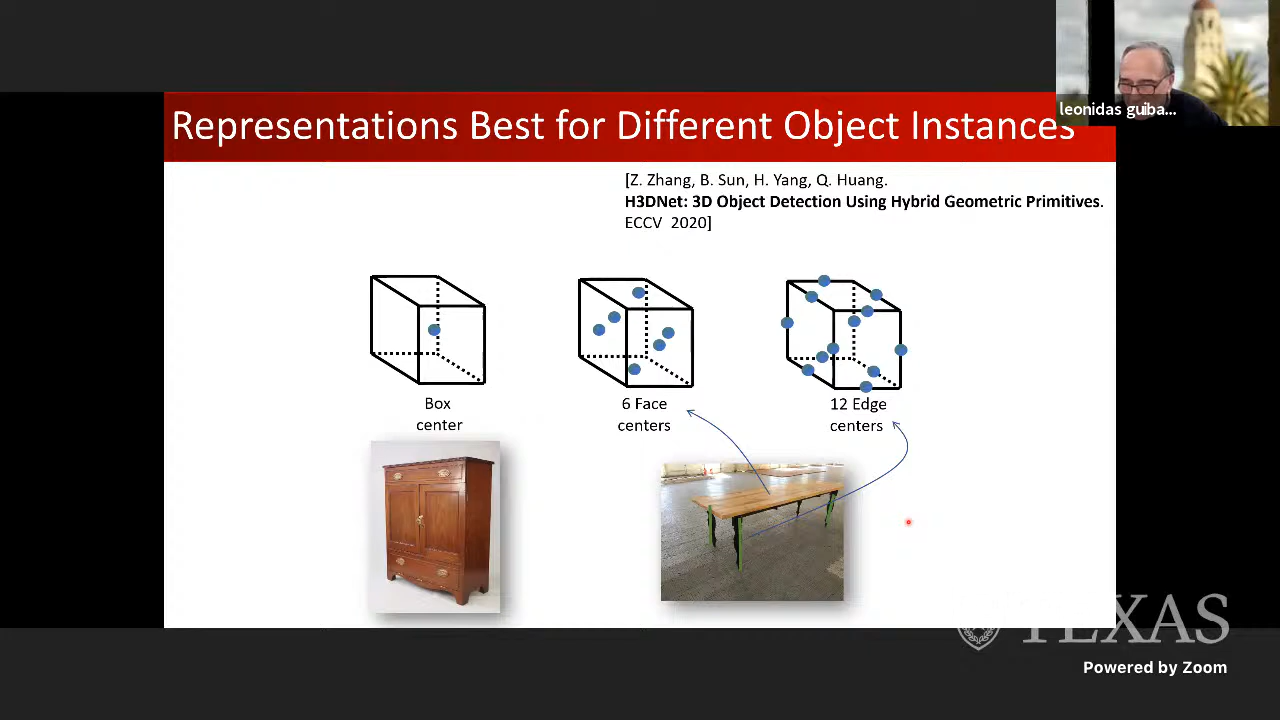 leonidas guiba...
Representations Best for Different Object Instances
[Z. Zhang, B. Sun, H. Yang, Q. Huang.
H3DNet: 3D Object Detection Using Hybrid Geometric Primitives.
ECCV 2020]
Box
center
6 Face
centers
12 Edge
centers
TEXAS
Powered by Zoom